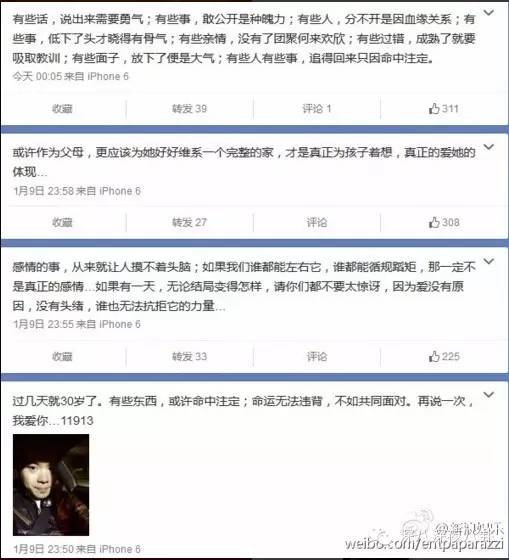 有些话，说出来需要勇气；有些事，敢公开是种魄力；有些人，分不开是因血缘关系；有
些事，低下了头才晓得有骨气；有些亲情，没有了团聚何来欢欣；有些过错，成熟了就要
吸取教训；有些面子，放下了便是大气；有些人有些事，追得回来只因命中注定。
今天 00:05 来自 iPhone 6
收藏 转发 39 评论 1 311
或许作为父母，更应该为她好好维系一个完整的家，才是真正为孩子着想，真正的爱她的
体现...
1月9日 23:58 来自 iPhone 6
收藏 转发 27 评论 308
感情的事，从来就让人摸不着头脑；如果我们谁都能左右它，谁都能循规蹈矩，那一定不
是真正的感情...如果有一天，无论结局变得怎样，请你们都不要太惊讶，因为爱没有原
因，没有头绪，谁也无法抗拒它的力量...
1月9日 23:55 来自 iPhone 6
收藏 转发 33 评论 225
过几天就30岁了。有些东西，或许命中注定；命运无法违背，不如共同面对。再说一次，
我爱你...11913
1月9日 23:50 来自 iPhone 6
weibo.com/entpaparazzi